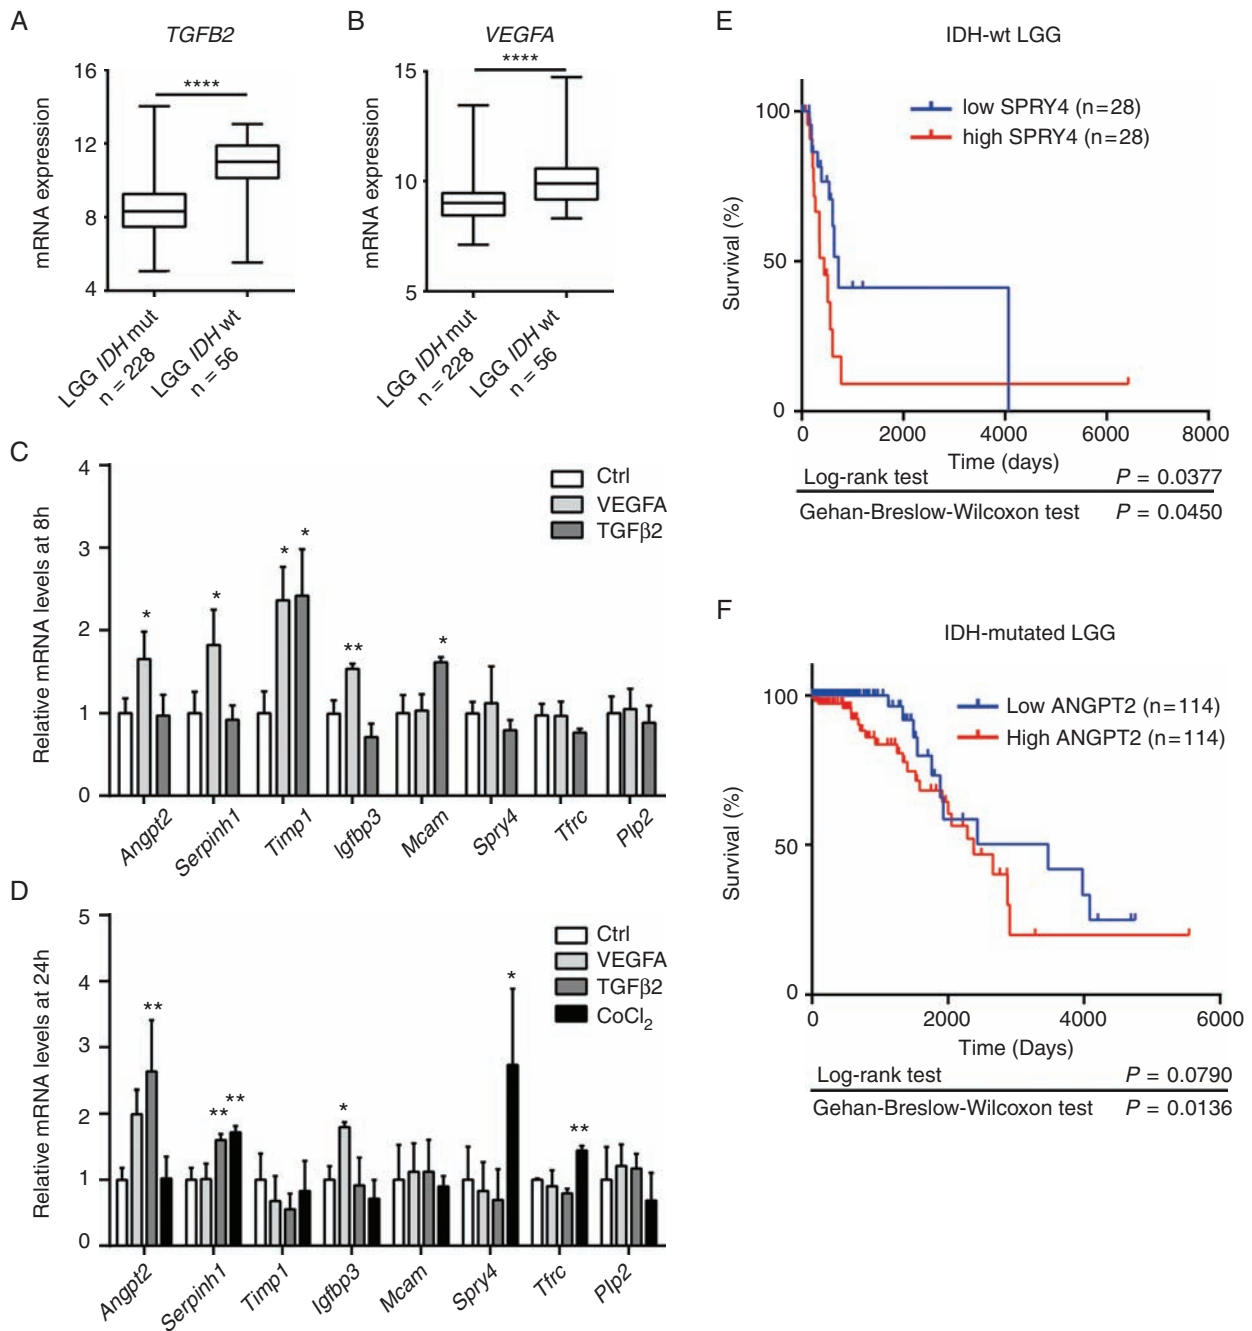 A
TGFB2
****
mRNA expression
16
12
8
4
LGG IDH mut
n = 228
LGG IDH wt
n = 56
B
VEGFA
****
mRNA expression
15
10
5
LGG IDH mut
n = 228
LGG IDH wt
n = 56
C
Relative mRNA levels at 8h
4
3
2
1
0
Ctrl
VEGFA
TGFβ2
*
*
*
*
**
*
Angpt2
Serpinh1
Timp1
Igfbp3
Mcam
Spry4
Tfrc
Plp2
D
Relative mRNA levels at 24h
5
4
3
2
1
0
Ctrl
VEGFA
TGFβ2
CoCl2
**
**
**
*
*
**
Angpt2
Serpinh1
Timp1
Igfbp3
Mcam
Spry4
Tfrc
Plp2
E
IDH-wt LGG
low SPRY4 (n=28)
high SPRY4 (n=28)
Survival (%)
100
50
0
0 2000 4000 6000 8000
Time (days)
Log-rank test P = 0.0377
Gehan-Breslow-Wilcoxon test P = 0.0450
F
IDH-mutated LGG
Low ANGPT2 (n=114)
High ANGPT2 (n=114)
Survival (%)
100
50
0
0 2000 4000 6000
Time (Days)
Log-rank test P = 0.0790
Gehan-Breslow-Wilcoxon test P = 0.0136